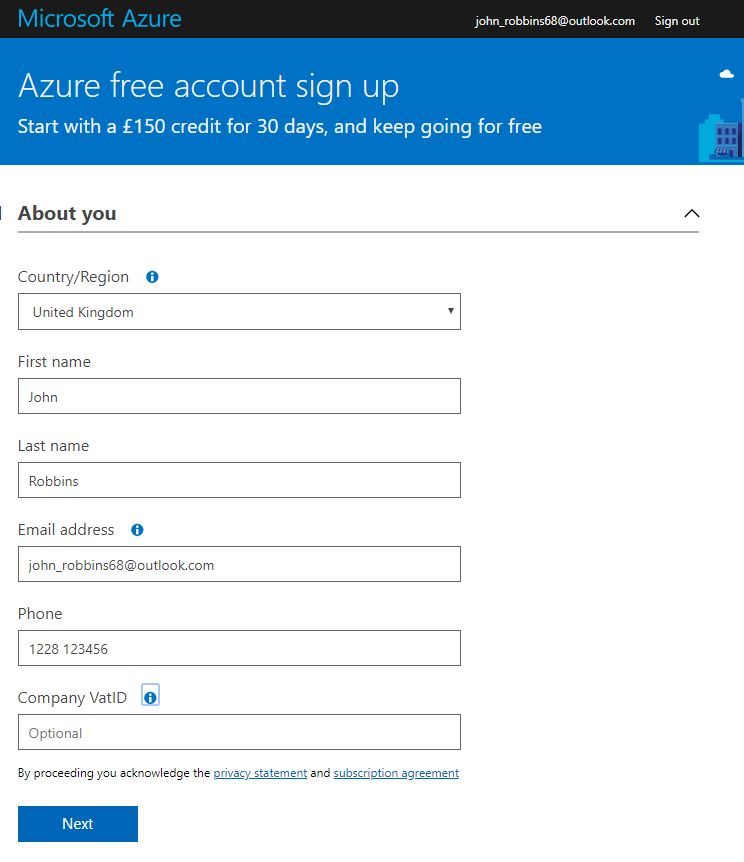 Microsoft Azure
john_robbins68@outlook.com Sign out
Azure free account sign up
Start with a £150 credit for 30 days, and keep going for free
About you
Country/Region
United Kingdom
First name
John
Last name
Robbins
Email address
john_robbins68@outlook.com
Phone
1228 123456
Company VatID
Optional
By proceeding you acknowledge the privacy statement and subscription agreement
Next